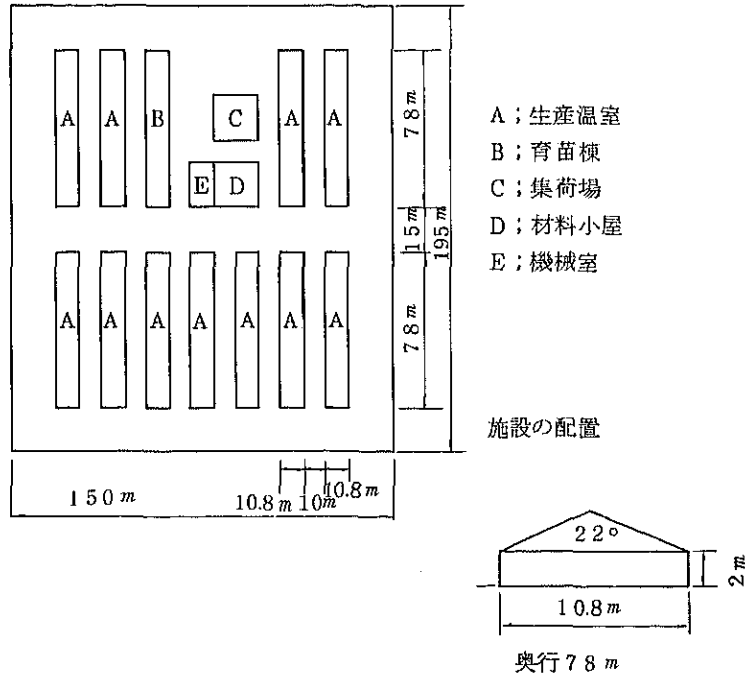 A A B C A A
E D
A A A A A A A
78m
15m
195m
78m
150m
10.8m 10m 10.8m
A;生産温室
B;育苗棟
C;集荷場
D;材料小屋
E;機械室
施設の配置
22°
2m
10.8m
奥行78m